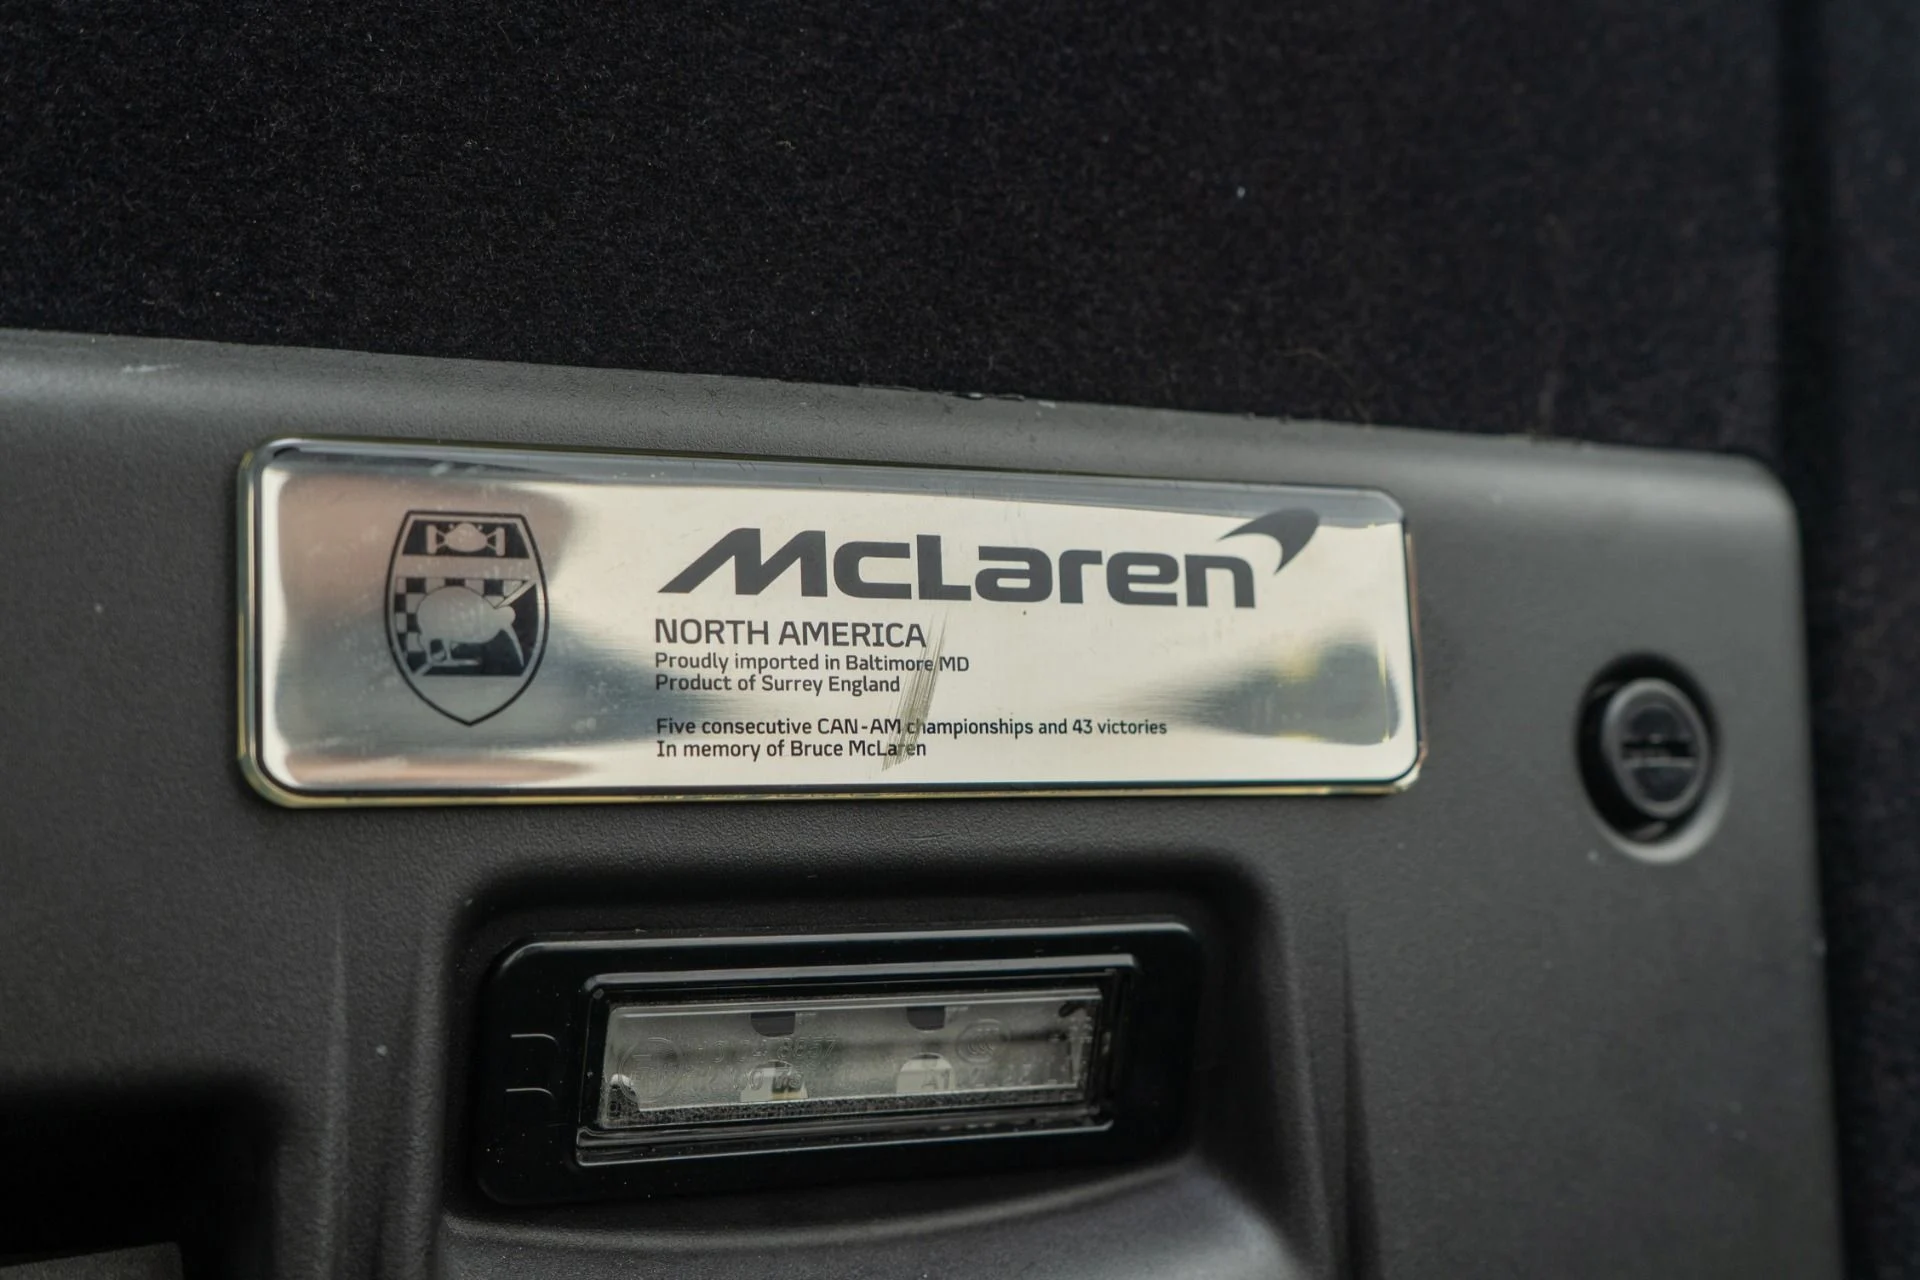 McLaren
NORTH AMERICA
Proudly imported in Baltimore MD
Product of Surrey England
Five consecutive CAN-AM championships and 43 victories
In memory of Bruce McLaren